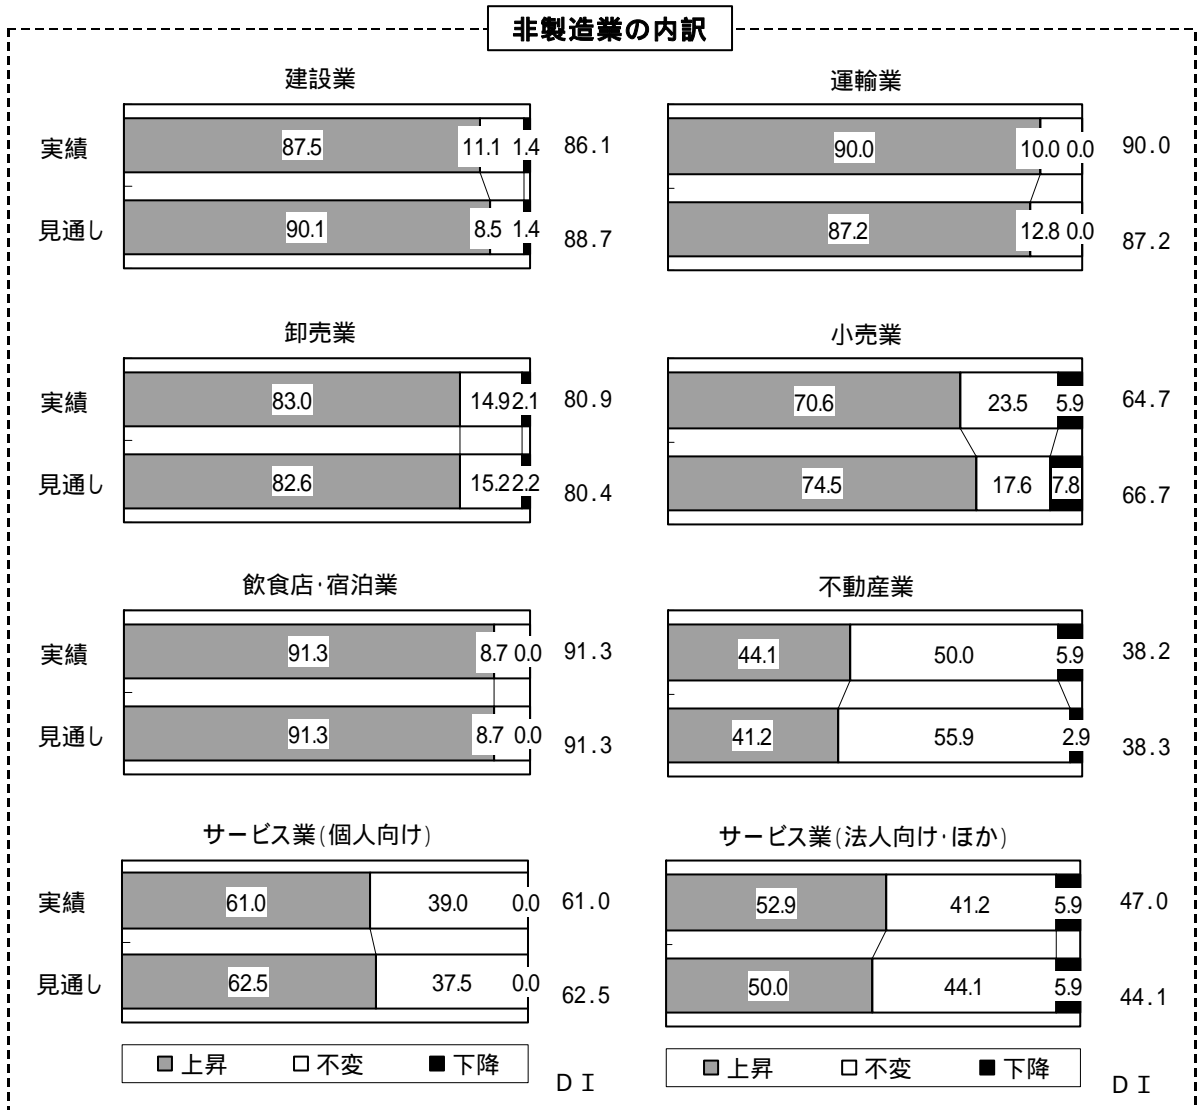 非製造業の内訳
建設業
実績 87.5 11.1 1.4 86.1
見通し 90.1 8.5 1.4 88.7
運輸業
90.0 10.0 0.0 90.0
87.2 12.8 0.0 87.2
卸売業
実績 83.0 14.9 2.1 80.9
見通し 82.6 15.2 2.2 80.4
小売業
70.6 23.5 5.9 64.7
74.5 17.6 7.8 66.7
飲食店・宿泊業
実績 91.3 8.7 0.0 91.3
見通し 91.3 8.7 0.0 91.3
不動産業
44.1 50.0 5.9 38.2
41.2 55.9 2.9 38.3
サービス業(個人向け)
実績 61.0 39.0 0.0 61.0
見通し 62.5 37.5 0.0 62.5
サービス業(法人向け・ほか)
52.9 41.2 5.9 47.0
50.0 44.1 5.9 44.1
上昇 不変 下降 DI
上昇 不変 下降 DI